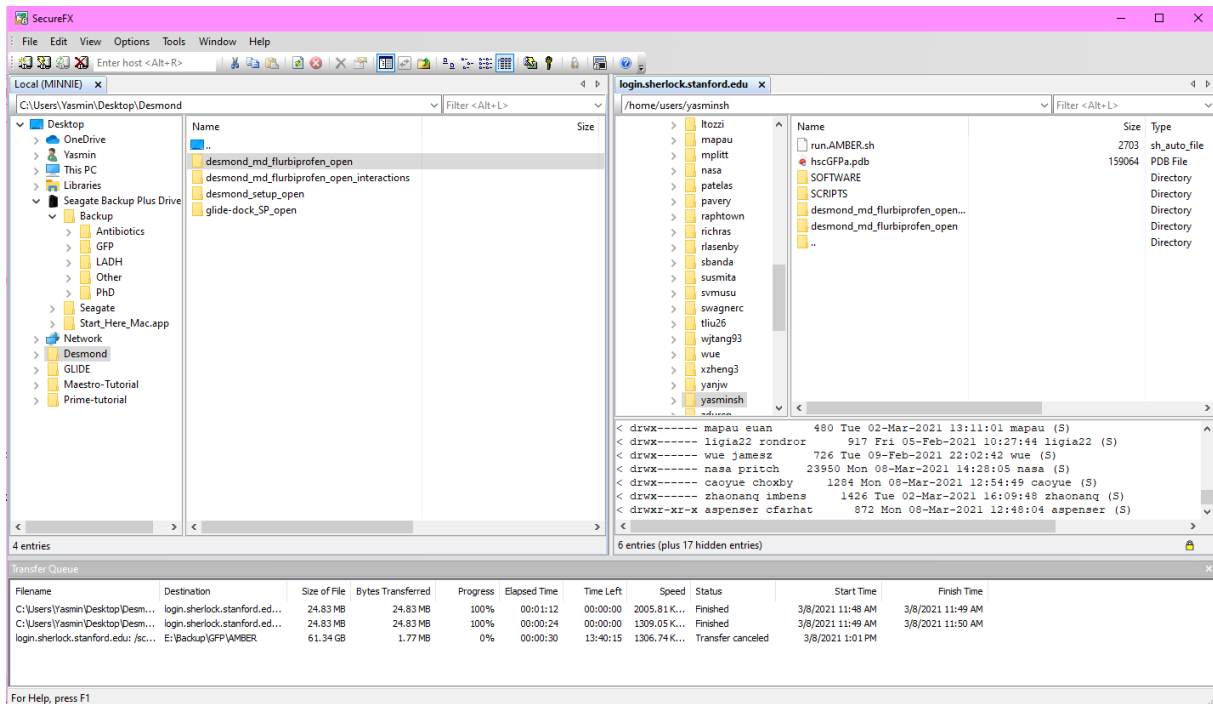 SecureFX
File Edit View Options Tools Window Help
Enter host <Alt+R>
Local (MINNIE)
C:\Users\Yasmin\Desktop\Desmond
Filter <Alt+L>
Desktop
OneDrive
Yasmin
This PC
Libraries
Seagate Backup Plus Drive
Backup
Antibiotics
GFP
LADH
Other
PhD
Seagate
Start_Here_Mac.app
Network
Desmond
GLIDE
Maestro-Tutorial
Prime-tutorial
Name Size
..
desmond_md_flurbiprofen_open
desmond_md_flurbiprofen_open_interactions
desmond_setup_open
glide-dock_SP_open
4 entries
login.sherlock.stanford.edu
/home/users/yasminsh
Filter <Alt+L>
ltozzi
mapau
mplitt
nasa
patelas
pavery
raphtown
richras
rlasenby
sbanda
susmita
svmusu
swagnerc
tliu26
wjtang93
wue
xzheng3
yanjw
yasminsh
Name Size Type
run.AMBER.sh 2703 sh_auto_file
hscGFPa.pdb 159064 PDB File
SOFTWARE Directory
SCRIPTS Directory
desmond_md_flurbiprofen_open... Directory
desmond_md_flurbiprofen_open Directory
.. Directory
< drwx------ mapau euan 480 Tue 02-Mar-2021 13:11:01 mapau (S)
< drwx------ ligia22 rondror 917 Fri 05-Feb-2021 10:27:44 ligia22 (S)
< drwx------ wue jamesz 726 Tue 09-Feb-2021 22:02:42 wue (S)
< drwx------ nasa pritch 23950 Mon 08-Mar-2021 14:28:05 nasa (S)
< drwx------ caoyue choxby 1284 Mon 08-Mar-2021 12:54:49 caoyue (S)
< drwx------ zhaonanq imbens 1426 Tue 02-Mar-2021 16:09:48 zhaonanq (S)
< drwxr-xr-x aspenser cfarhat 872 Mon 08-Mar-2021 12:48:04 aspenser (S)
6 entries (plus 17 hidden entries)
Transfer Queue
Filename Destination Size of File Bytes Transferred Progress Elapsed Time Time Left Speed Status Start Time Finish Time
C:\Users\Yasmin\Desktop\Desm... login.sherlock.stanford.ed... 24.83 MB 24.83 MB 100% 00:01:12 00:00:00 2005.81 K... Finished 3/8/2021 11:48 AM 3/8/2021 11:49 AM
C:\Users\Yasmin\Desktop\Desm... login.sherlock.stanford.ed... 24.83 MB 24.83 MB 100% 00:00:24 00:00:00 1309.05 K... Finished 3/8/2021 11:49 AM 3/8/2021 11:50 AM
login.sherlock.stanford.edu: /sc... E:\Backup\GFP\AMBER 61.34 GB 1.77 MB 0% 00:00:30 13:40:15 1306.74 K... Transfer canceled 3/8/2021 1:01 PM
For Help, press F1